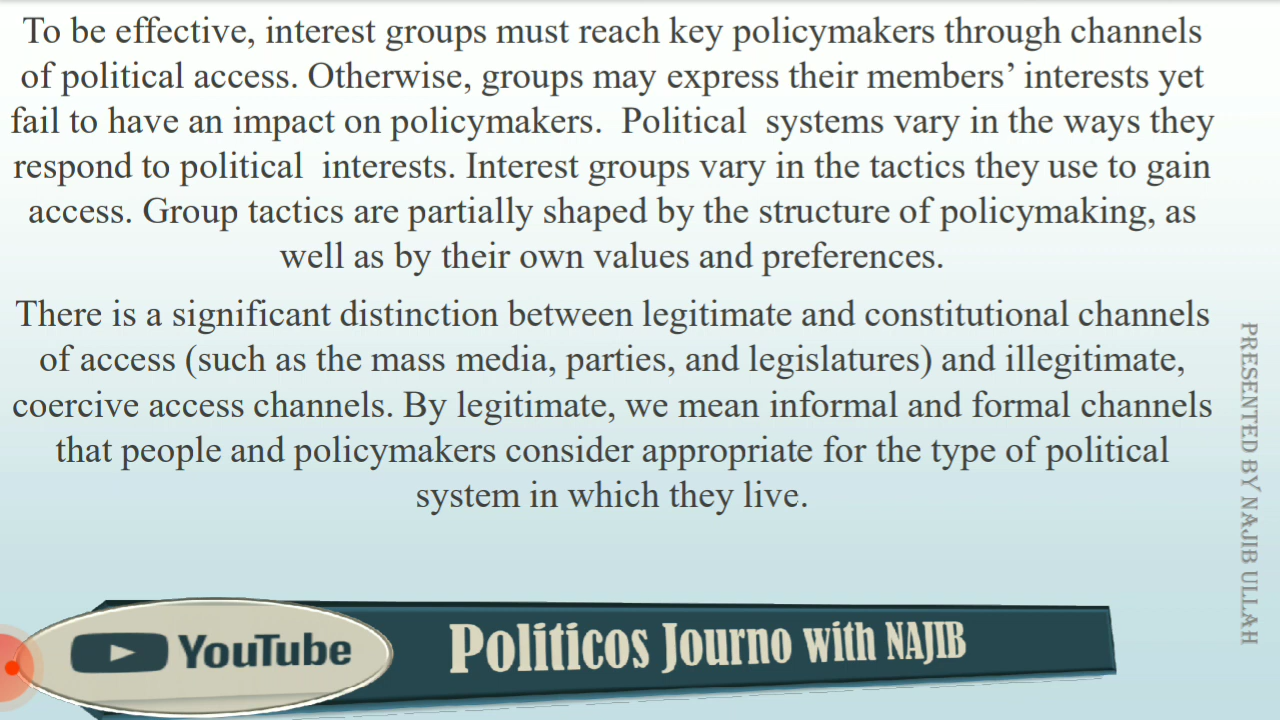 To be effective, interest groups must reach key policymakers through channels
of political access. Otherwise, groups may express their members’ interests yet
fail to have an impact on policymakers.  Political  systems vary in the ways they
respond to political  interests. Interest groups vary in the tactics they use to gain
access. Group tactics are partially shaped by the structure of policymaking, as
well as by their own values and preferences.
There is a significant distinction between legitimate and constitutional channels
of access (such as the mass media, parties, and legislatures) and illegitimate,
coercive access channels. By legitimate, we mean informal and formal channels
that people and policymakers consider appropriate for the type of political
system in which they live.
PRESENTED BY NAJIB ULLAH
YouTube
Politicos Journo with NAJIB